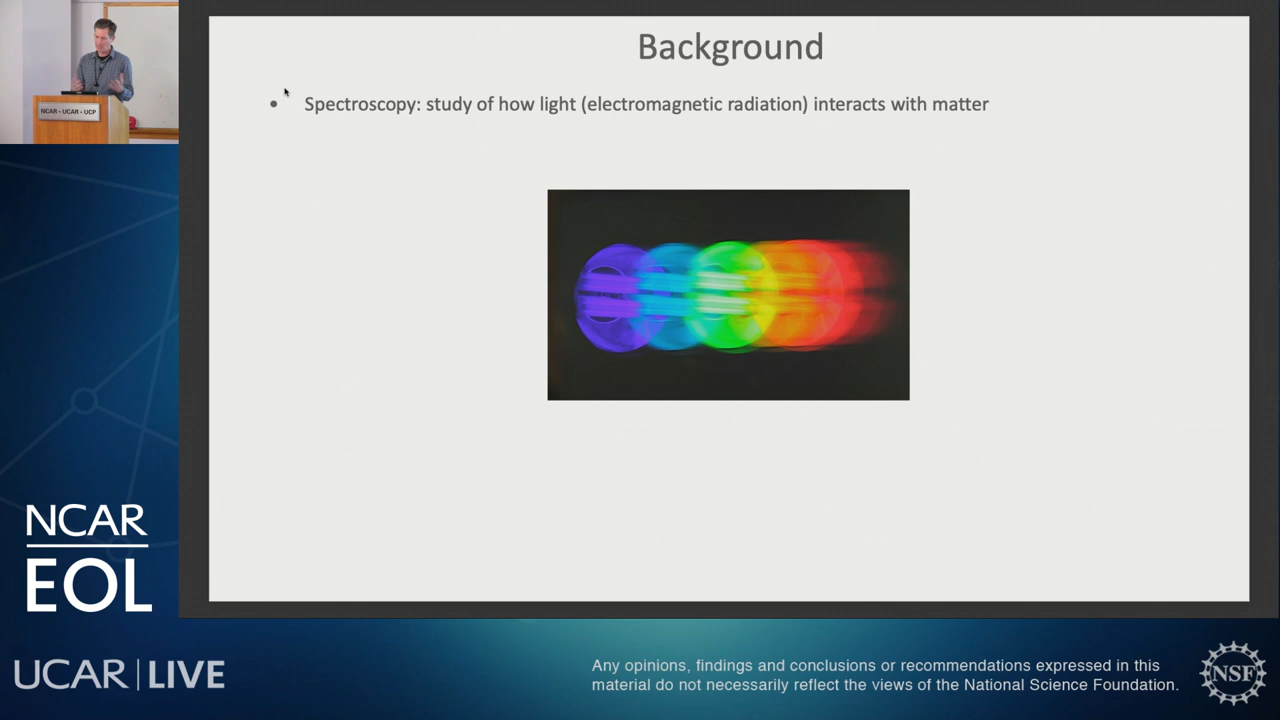 NCAR • UCAR • UCP
Background
• Spectroscopy: study of how light (electromagnetic radiation) interacts with matter
NCAR
EOL
UCAR | LIVE
Any opinions, findings and conclusions or recommendations expressed in this
material do not necessarily reflect the views of the National Science Foundation.
NSF